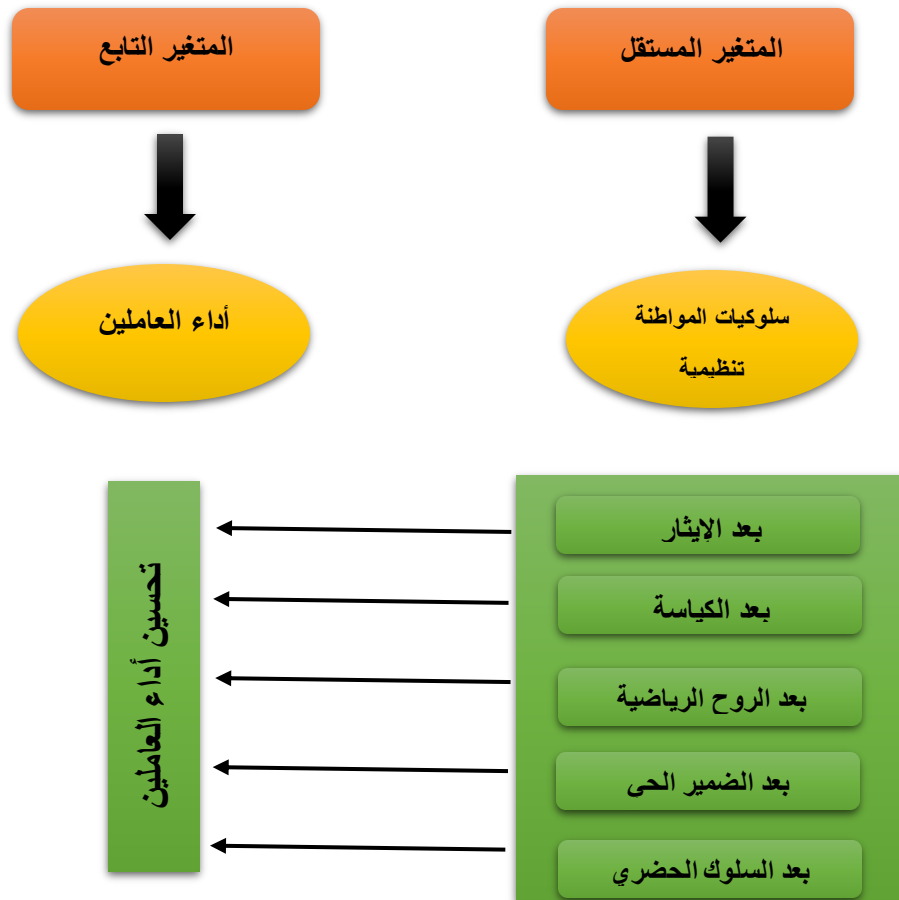 المتغير المستقل
المتغير التابع
سلوكيات المواطنة
تنظيمية
أداء العاملين
بعد الإيثار
بعد الكياسة
بعد الروح الرياضية
بعد الضمير الحى
بعد السلوك الحضري
تحسين أداء العاملين